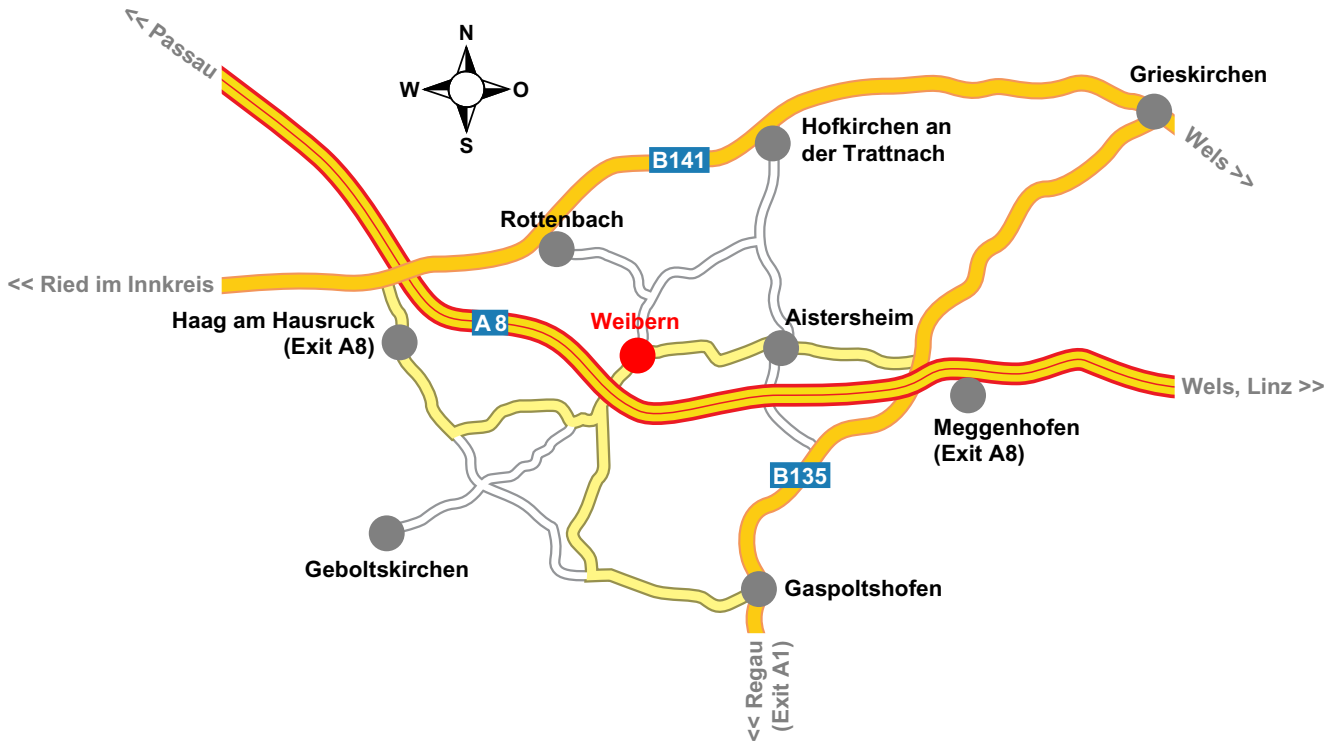 << Passau
N
W
O
S
Grieskirchen
Hofkirchen an
der Trattnach
B141
Wels >>
Rottenbach
<< Ried im Innkreis
Haag am Hausruck
(Exit A8)
A 8
Weibern
Aistersheim
Wels, Linz >>
Meggenhofen
(Exit A8)
B135
Geboltskirchen
Gaspoltshofen
<< Regau
(Exit A1)